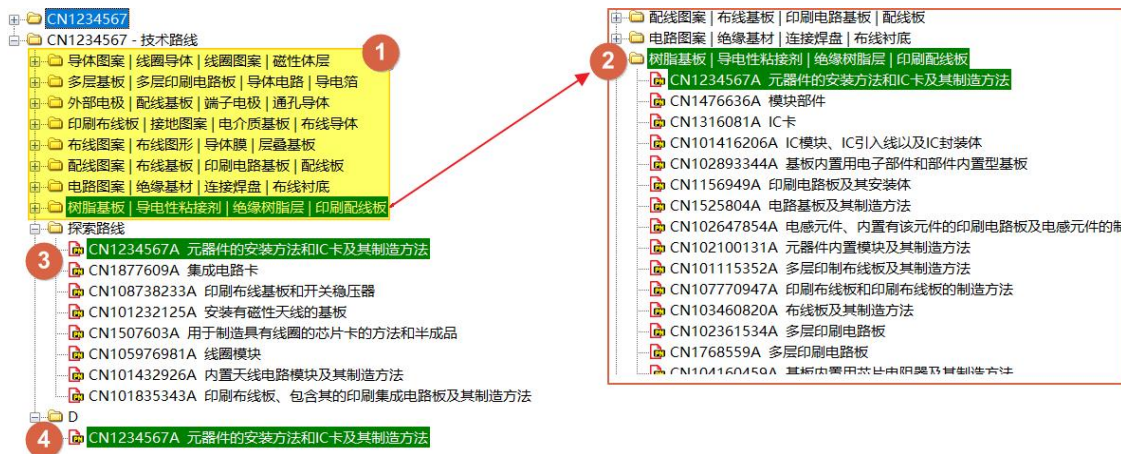 CN1234567
CN1234567 - 技术路线
1
导体图案 | 线圈导体 | 线圈图案 | 磁性体层
多层基板 | 多层印刷电路板 | 导体电路 | 导电箔
外部电极 | 配线基板 | 端子电极 | 通孔导体
印刷布线板 | 接地图案 | 电介质基板 | 布线导体
布线图案 | 布线图形 | 导体膜 | 层叠基板
配线图案 | 布线基板 | 印刷电路基板 | 配线板
电路图案 | 绝缘基材 | 连接焊盘 | 布线衬底
树脂基板 | 导电性粘接剂 | 绝缘树脂层 | 印刷配线板
探索路线
3
CN1234567A 元器件的安装方法和IC卡及其制造方法
CN1877609A 集成电路卡
CN108738233A 印刷布线基板和开关稳压器
CN101232125A 安装有磁性天线的基板
CN1507603A 用于制造具有线圈的芯片卡的方法和半成品
CN105976981A 线圈模块
CN101432926A 内置天线电路模块及其制造方法
CN101835343A 印刷布线板、包含其的印刷集成电路板及其制造方法
D
4
CN1234567A 元器件的安装方法和IC卡及其制造方法
配线图案 | 布线基板 | 印刷电路基板 | 配线板
电路图案 | 绝缘基材 | 连接焊盘 | 布线衬底
2
树脂基板 | 导电性粘接剂 | 绝缘树脂层 | 印刷配线板
CN1234567A 元器件的安装方法和IC卡及其制造方法
CN1476636A 模块部件
CN1316081A IC卡
CN101416206A IC模块、IC引入线以及IC封装体
CN102893344A 基板内置用电子部件和部件内置型基板
CN1156949A 印刷电路板及其安装体
CN1525804A 电路基板及其制造方法
CN102647854A 电感元件、内置有该元件的印刷电路板及电感元件的制
CN102100131A 元器件内置模块及其制造方法
CN101115352A 多层印制布线板及其制造方法
CN107770947A 印刷布线板和印刷布线板的制造方法
CN103460820A 布线板及其制造方法
CN102361534A 多层印刷电路板
CN1768559A 多层印刷电路板
CN104160459A 基板内置用芯片电阻器及其制造方法